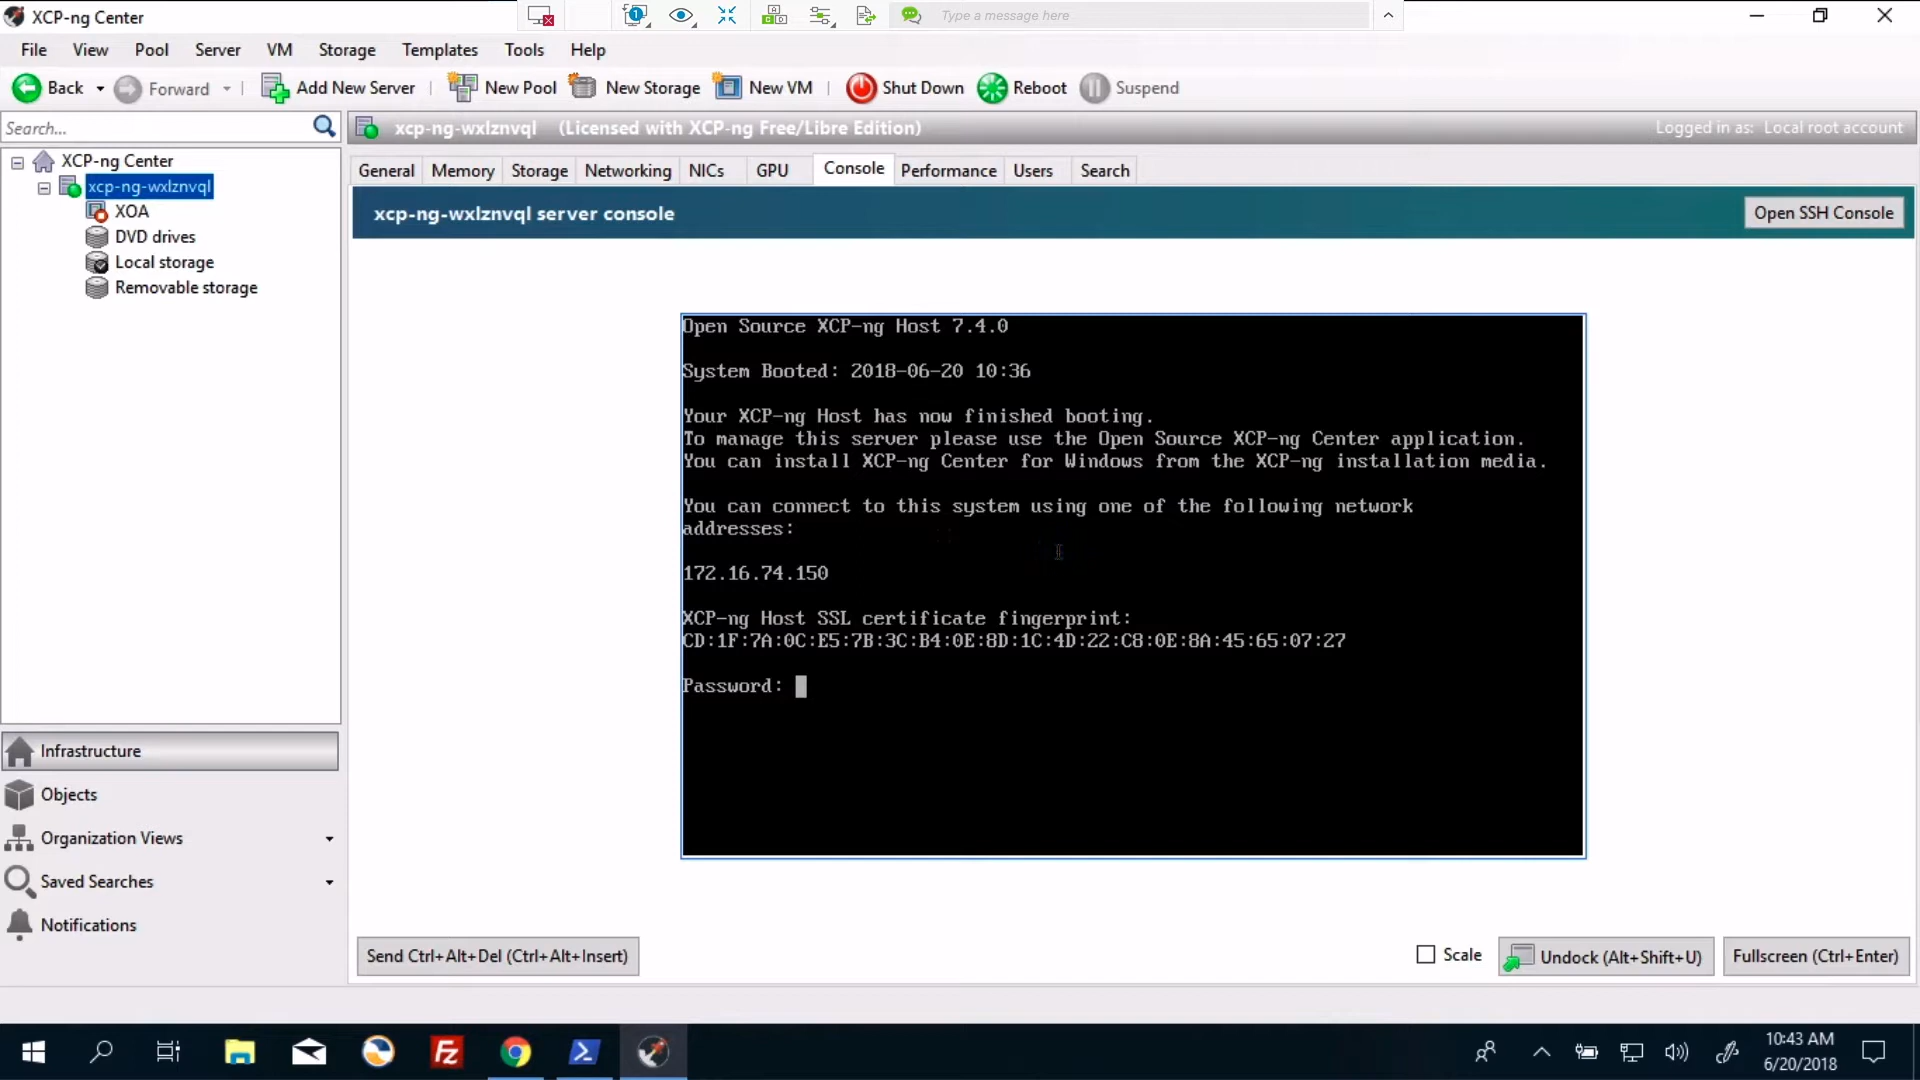 XCP-ng Center
Type a message here
File View Pool Server VM Storage Templates Tools Help
Back Forward Add New Server New Pool New Storage New VM Shut Down Reboot Suspend
Search...
xcp-ng-wxlznvql (Licensed with XCP-ng Free/Libre Edition)
Logged in as: Local root account
XCP-ng Center
xcp-ng-wxlznvql
XOA
DVD drives
Local storage
Removable storage
General Memory Storage Networking NICs GPU Console Performance Users Search
xcp-ng-wxlznvql server console
Open SSH Console
Open Source XCP-ng Host 7.4.0
System Booted: 2018-06-20 10:36
Your XCP-ng Host has now finished booting.
To manage this server please use the Open Source XCP-ng Center application.
You can install XCP-ng Center for Windows from the XCP-ng installation media.
You can connect to this system using one of the following network
addresses:
172.16.74.150
XCP-ng Host SSL certificate fingerprint:
CD:1F:7A:0C:E5:7B:3C:B4:0E:8D:1C:4D:22:C8:0E:8A:45:65:07:27
Password:
Infrastructure
Objects
Organization Views
Saved Searches
Notifications
Send Ctrl+Alt+Del (Ctrl+Alt+Insert)
Scale
Undock (Alt+Shift+U)
Fullscreen (Ctrl+Enter)
10:43 AM
6/20/2018